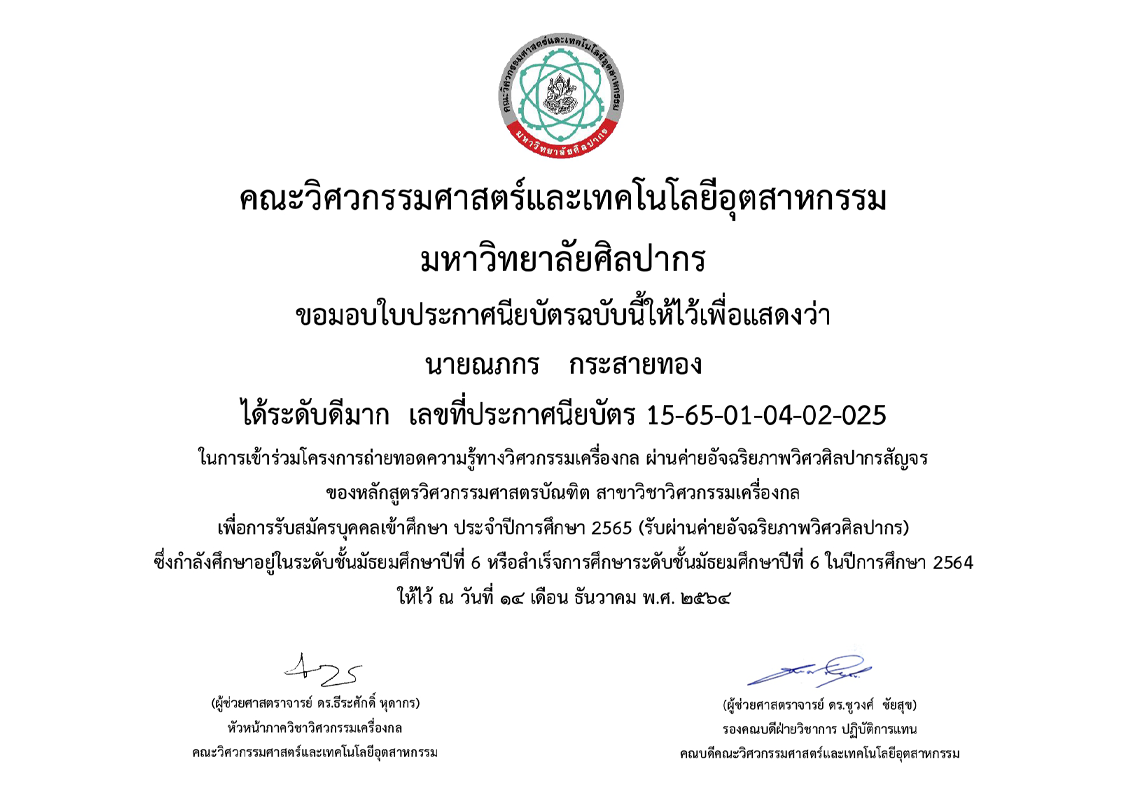 คณะวิศวกรรมศาสตร์และเทคโนโลยีอุตสาหกรรม
มหาวิทยาลัยศิลปากร
คณะวิศวกรรมศาสตร์และเทคโนโลยีอุตสาหกรรม
มหาวิทยาลัยศิลปากร
ขอมอบใบประกาศนียบัตรฉบับนี้ให้ไว้เพื่อแสดงว่า
นายณภกร กระสายทอง
ได้ระดับดีมาก เลขที่ประกาศนียบัตร 15-65-01-04-02-025
ในการเข้าร่วมโครงการถ่ายทอดความรู้ทางวิศวกรรมเครื่องกล ผ่านค่ายอัจฉริยภาพวิศวศิลปากรสัญจร
ของหลักสูตรวิศวกรรมศาสตรบัณฑิต สาขาวิชาวิศวกรรมเครื่องกล
เพื่อการรับสมัครบุคคลเข้าศึกษา ประจำปีการศึกษา 2565 (รับผ่านค่ายอัจฉริยภาพวิศวศิลปากร)
ซึ่งกำลังศึกษาอยู่ในระดับชั้นมัธยมศึกษาปีที่ 6 หรือสำเร็จการศึกษาระดับชั้นมัธยมศึกษาปีที่ 6 ในปีการศึกษา 2564
ให้ไว้ ณ วันที่ ๑๔ เดือน ธันวาคม พ.ศ. ๒๕๖๔
(ผู้ช่วยศาสตราจารย์ ดร.ธีระศักดิ์ หุดากร)
หัวหน้าภาควิชาวิศวกรรมเครื่องกล
คณะวิศวกรรมศาสตร์และเทคโนโลยีอุตสาหกรรม
(ผู้ช่วยศาสตราจารย์ ดร.ชูวงศ์ ชัยสุข)
รองคณบดีฝ่ายวิชาการ ปฏิบัติการแทน
คณบดีคณะวิศวกรรมศาสตร์และเทคโนโลยีอุตสาหกรรม